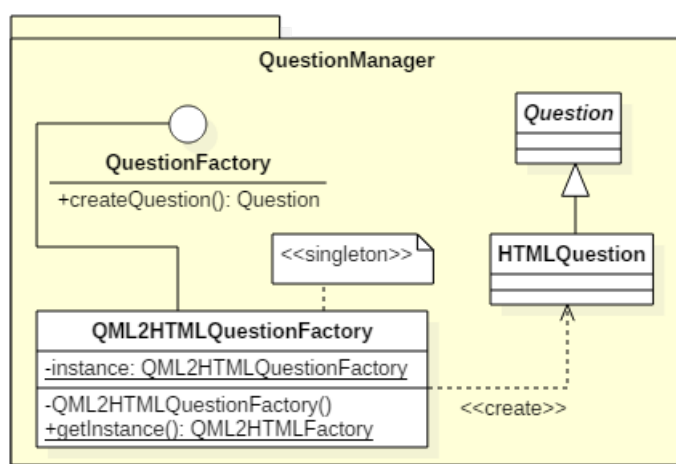 QuestionManager
Question
QuestionFactory
+createQuestion(): Question
<<singleton>>
HTMLQuestion
QML2HTMLQuestionFactory
-instance: QML2HTMLQuestionFactory
-QML2HTMLQuestionFactory()
+getInstance(): QML2HTMLFactory
<<create>>